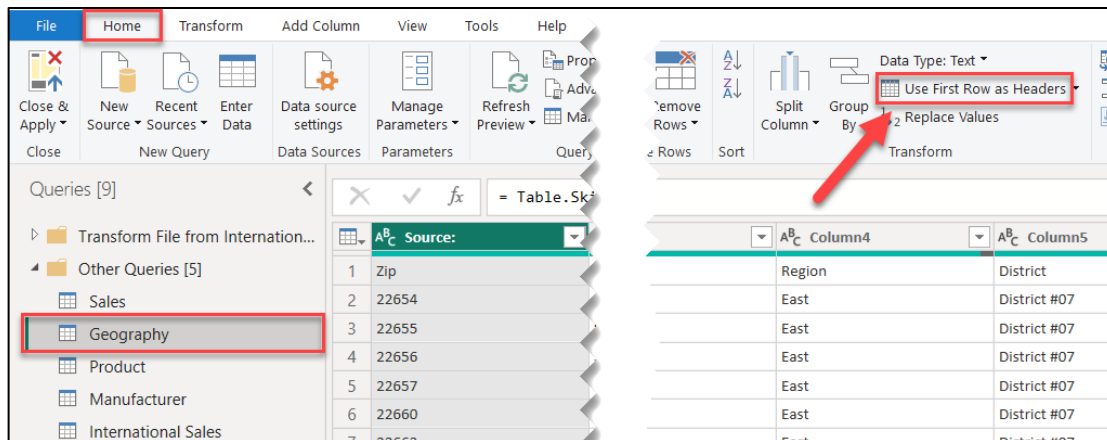 File Home Transform Add Column View Tools Help
Close & Apply
New Source
Recent Sources
Enter Data
Data source settings
Manage Parameters
Refresh Preview
Split Column
Group By
Data Type: Text
Use First Row as Headers
Replace Values
Rows
Close New Query Data Sources Parameters Rows Sort Transform
Queries [9]
fx
Transform File from Internation...
Other Queries [5]
Sales
Geography
Product
Manufacturer
International Sales
ABC Source: ABC Column4 ABC Column5
1 Zip Region District
2 22654 East District #07
3 22655 East District #07
4 22656 East District #07
5 22657 East District #07
6 22660 East District #07